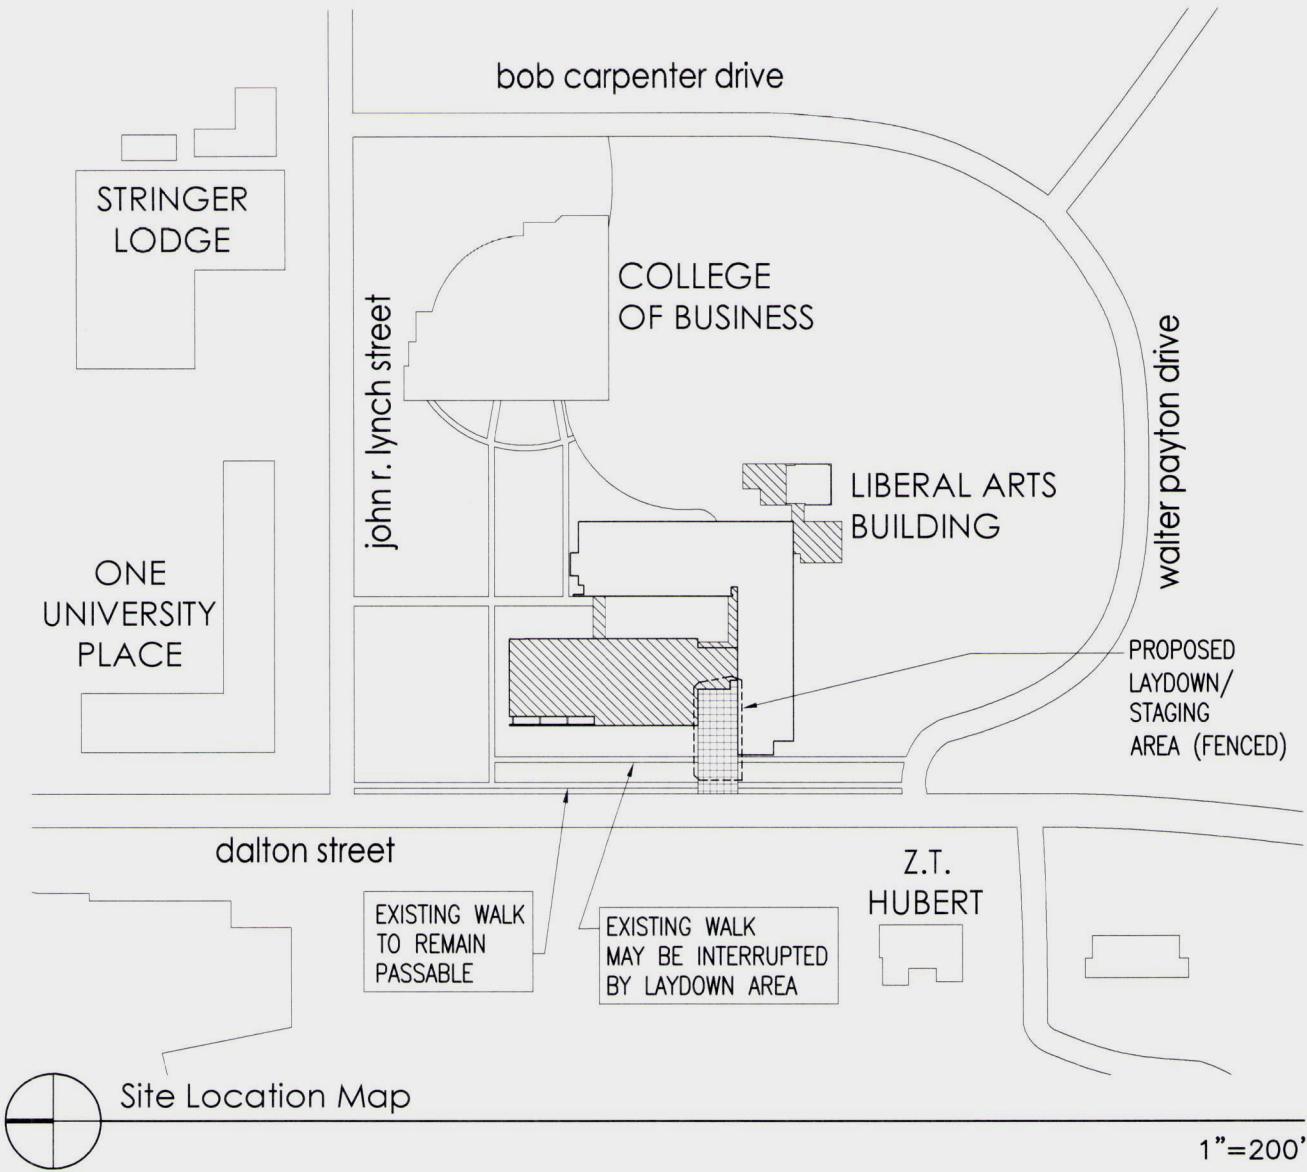 bob carpenter drive
STRINGER
LODGE
COLLEGE
OF BUSINESS
john r. lynch street
walter payton drive
LIBERAL ARTS
BUILDING
ONE
UNIVERSITY
PLACE
PROPOSED
LAYDOWN/
STAGING
AREA (FENCED)
dalton street
Z.T.
HUBERT
EXISTING WALK
TO REMAIN
PASSABLE
EXISTING WALK
MAY BE INTERRUPTED
BY LAYDOWN AREA
Site Location Map
1"=200'